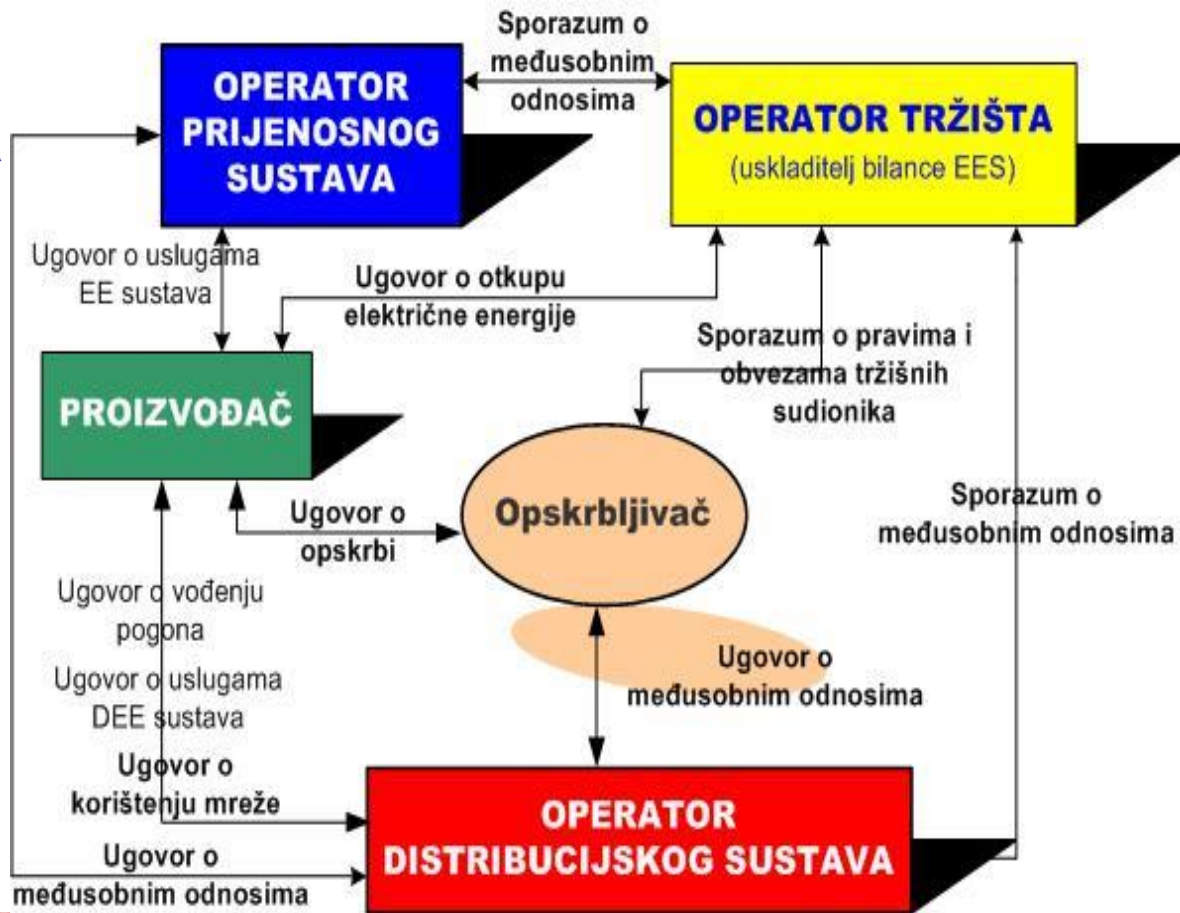 Sporazum o
međusobnim
odnosima
OPERATOR
PRIJENOSNOG
SUSTAVA
OPERATOR TRŽIŠTA
(uskladitelj bilance EES)
Ugovor o uslugama
EE sustava
Ugovor o otkupu
električne energije
Sporazum o pravima i
obvezama tržišnih
sudionika
PROIZVOĐAČ
Opskrbljivač
Ugovor o
opskrbi
Sporazum o
međusobnim odnosima
Ugovor o vođenju
pogona
Ugovor o uslugama
DEE sustava
Ugovor o
međusobnim odnosima
Ugovor o
korištenju mreže
OPERATOR
DISTRIBUCIJSKOG SUSTAVA
Ugovor o
međusobnim odnosima